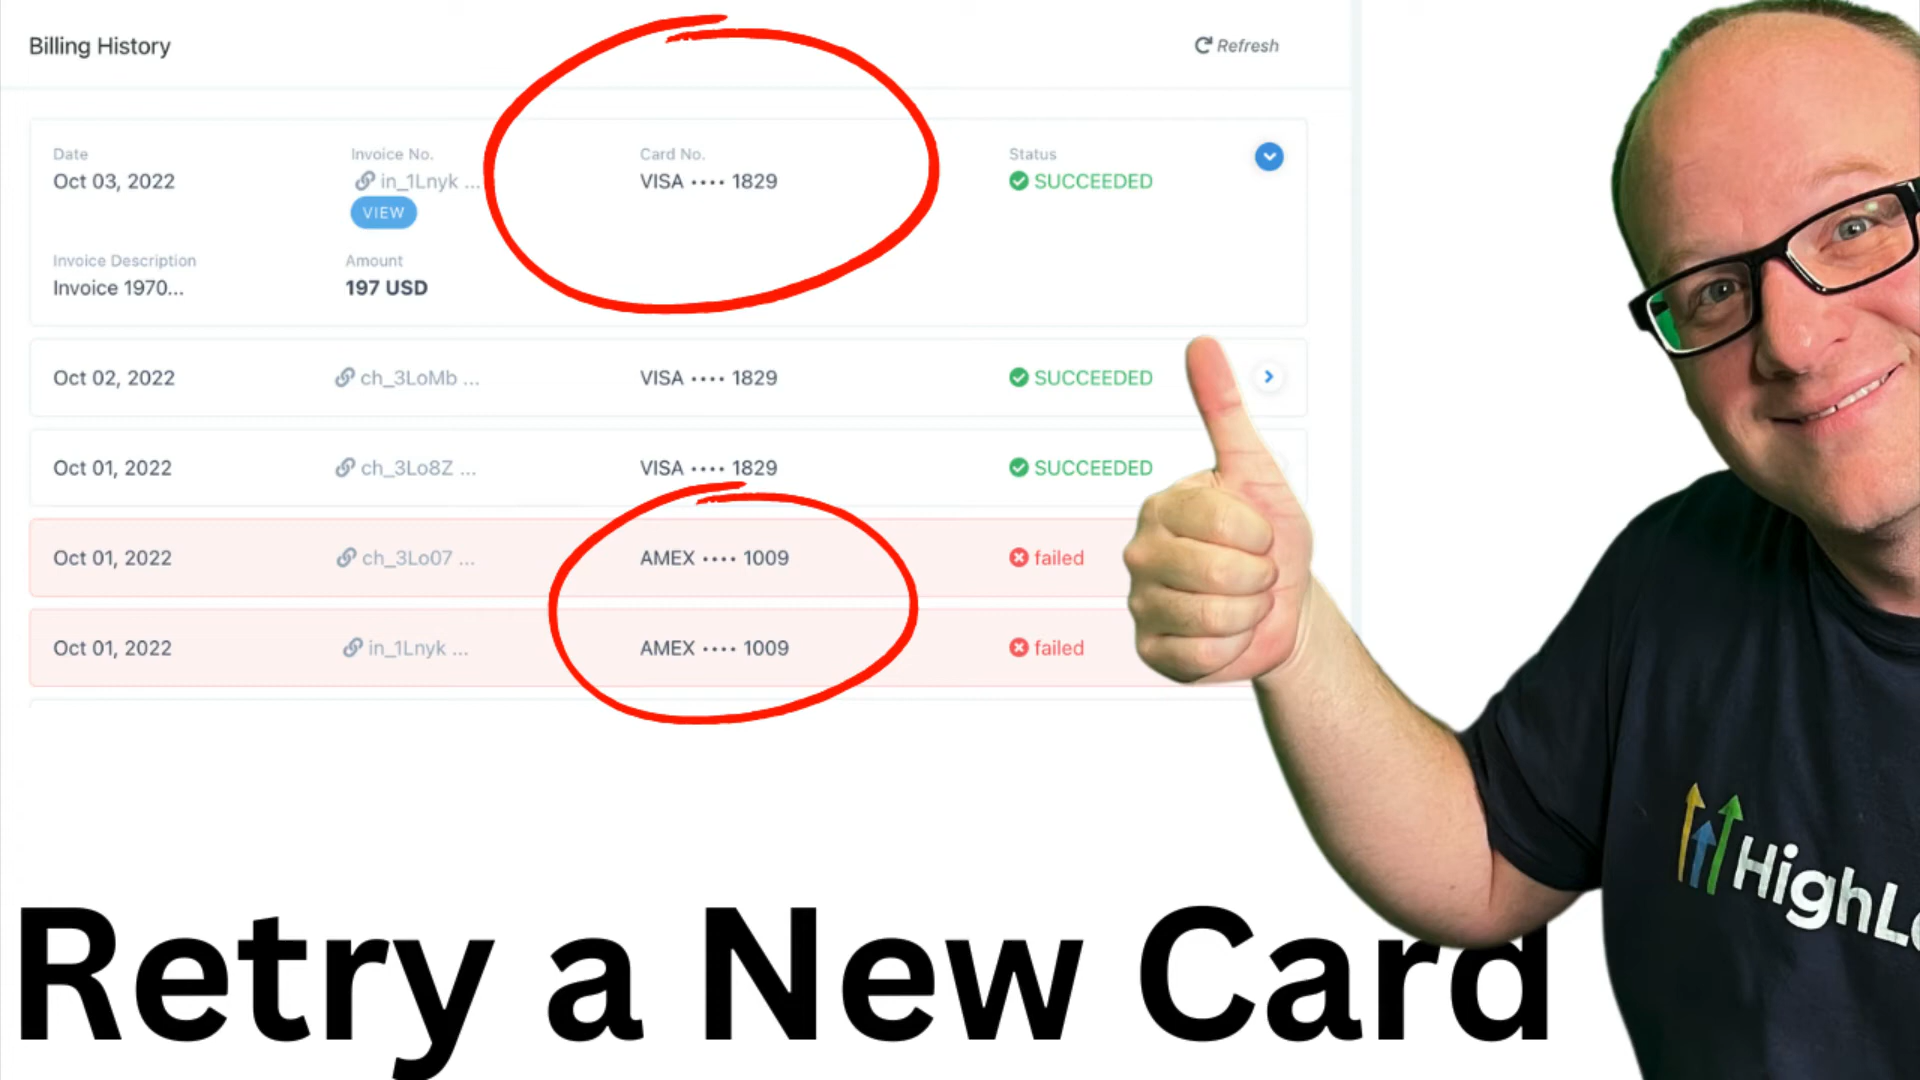 Billing History
Refresh
Date Invoice No. Card No. Status
Oct 03, 2022 in_1Lnyk ... VISA •••• 1829 SUCCEEDED
VIEW
Invoice Description Amount
Invoice 1970... 197 USD
Oct 02, 2022 ch_3LoMb ... VISA •••• 1829 SUCCEEDED
Oct 01, 2022 ch_3Lo8Z ... VISA •••• 1829 SUCCEEDED
Oct 01, 2022 ch_3Lo07 ... AMEX •••• 1009 failed
Oct 01, 2022 in_1Lnyk ... AMEX •••• 1009 failed
HighL
Retry a New Card